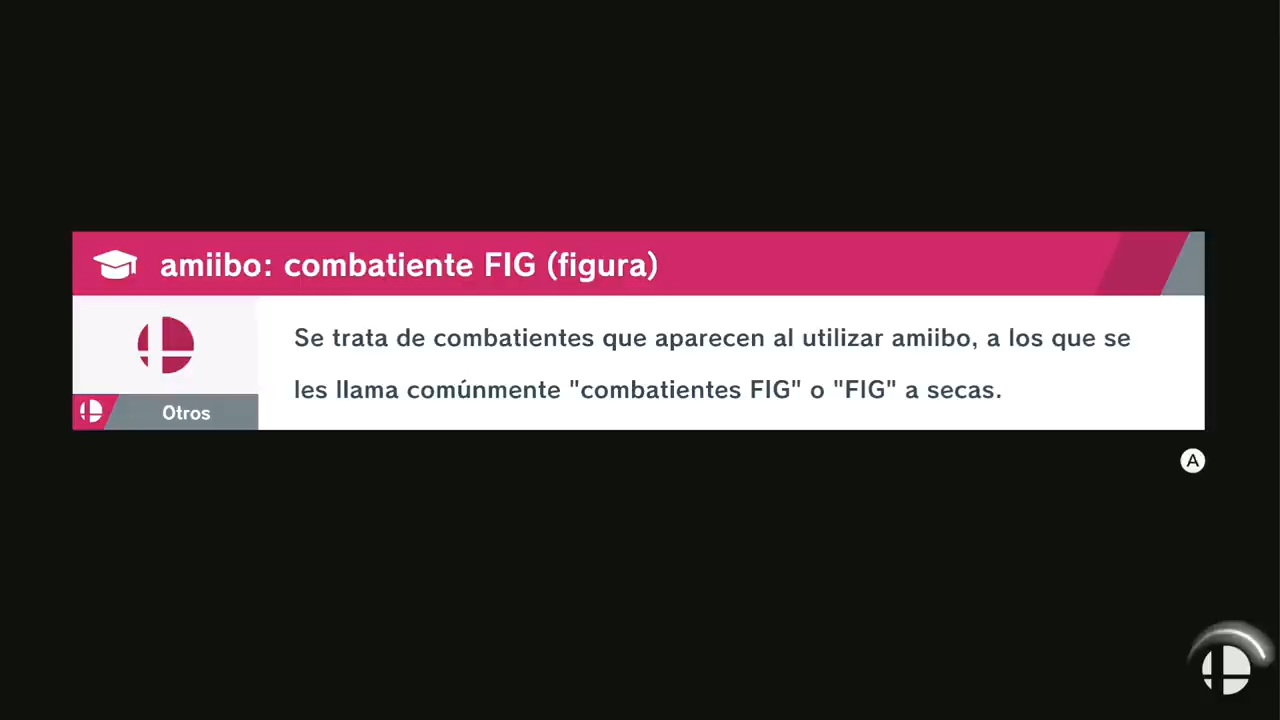 amiibo: combatiente FIG (figura)
Se trata de combatientes que aparecen al utilizar amiibo, a los que se
les llama comúnmente "combatientes FIG" o "FIG" a secas.
Otros
A